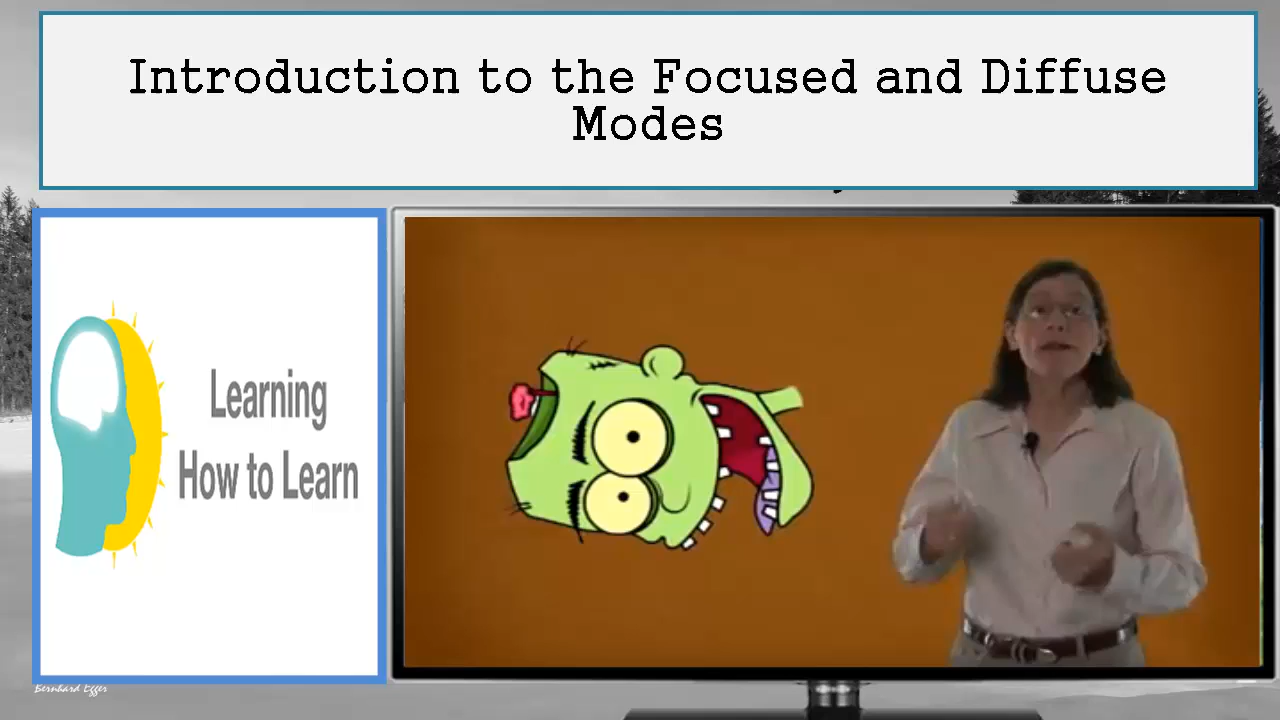 Introduction to the Focused and Diffuse
Modes
Learning
How to Learn
Bernhard Egger